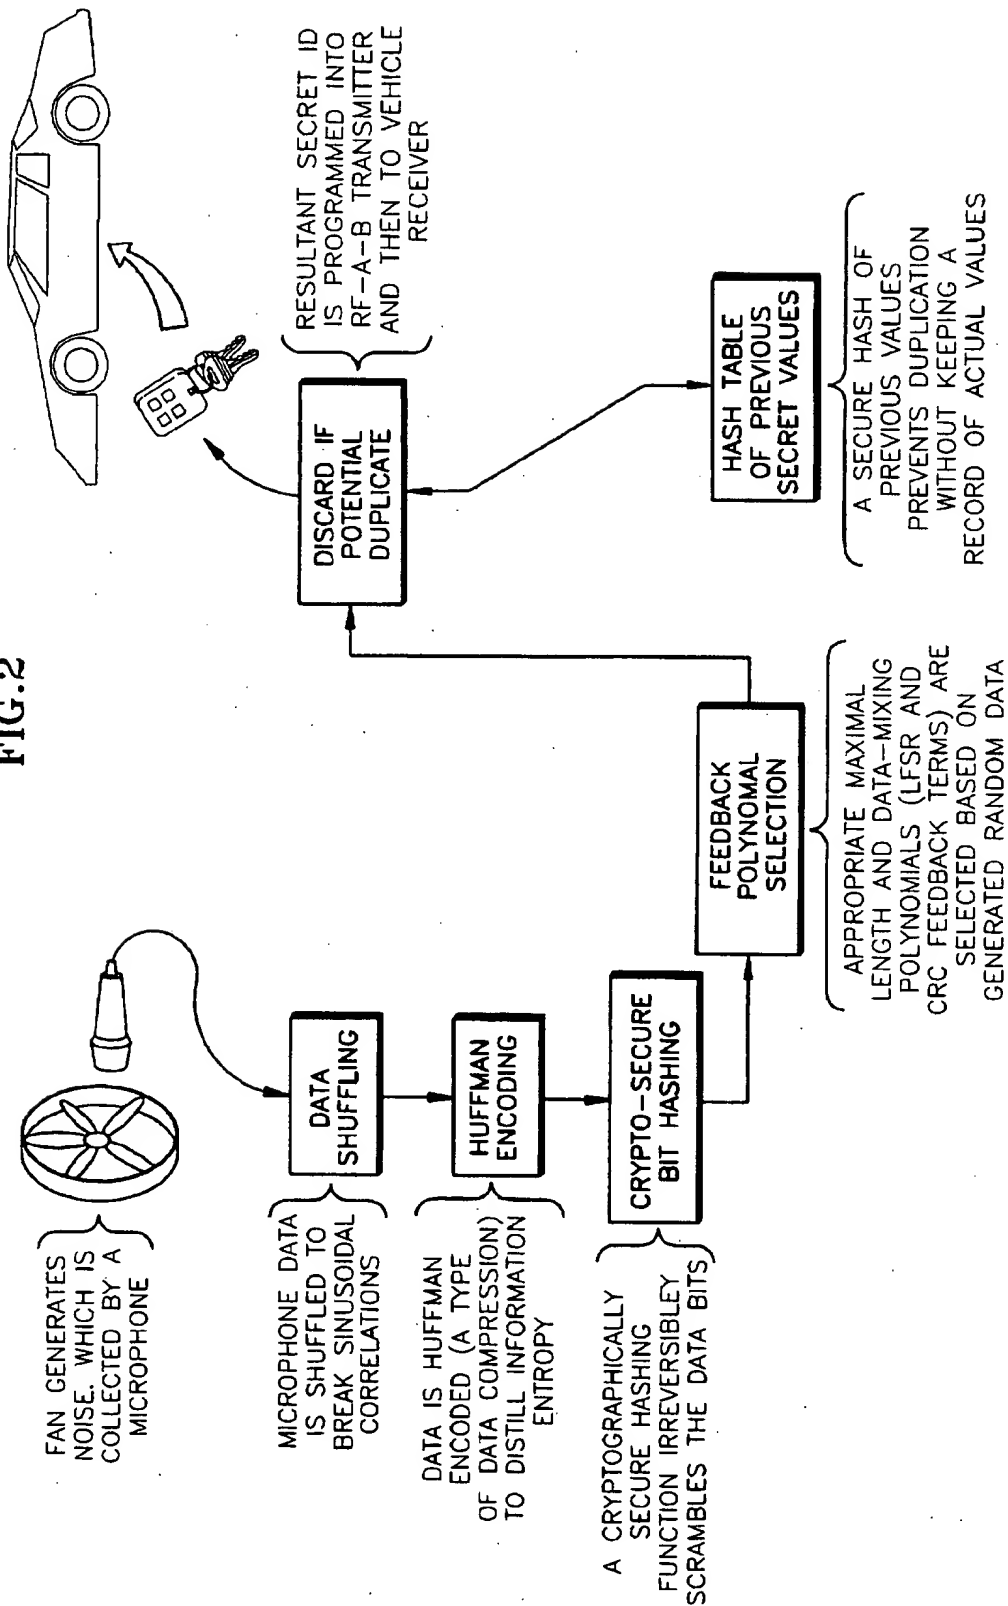 FIG.2
FAN GENERATES
NOISE, WHICH IS
COLLECTED BY A
MICROPHONE
MICROPHONE DATA
IS SHUFFLED TO
BREAK SINUSOIDAL
CORRELATIONS
DATA
SHUFFLING
DATA IS HUFFMAN
ENCODED (A TYPE
OF DATA COMPRESSION)
TO DISTILL INFORMATION
ENTROPY
HUFFMAN
ENCODING
A CRYPTOGRAPHICALLY
SECURE HASHING
FUNCTION IRREVERSIBLEY
SCRAMBLES THE DATA BITS
CRYPTO-SECURE
BIT HASHING
FEEDBACK
POLYNOMAL
SELECTION
APPROPRIATE MAXIMAL
LENGTH AND DATA-MIXING
POLYNOMIALS (LFSR AND
CRC FEEDBACK TERMS) ARE
SELECTED BASED ON
GENERATED RANDOM DATA
DISCARD IF
POTENTIAL
DUPLICATE
RESULTANT SECRET ID
IS PROGRAMMED INTO
RF-A-B TRANSMITTER
AND THEN TO VEHICLE
RECEIVER
HASH TABLE
OF PREVIOUS
SECRET VALUES
A SECURE HASH OF
PREVIOUS VALUES
PREVENTS DUPLICATION
WITHOUT KEEPING A
RECORD OF ACTUAL VALUES